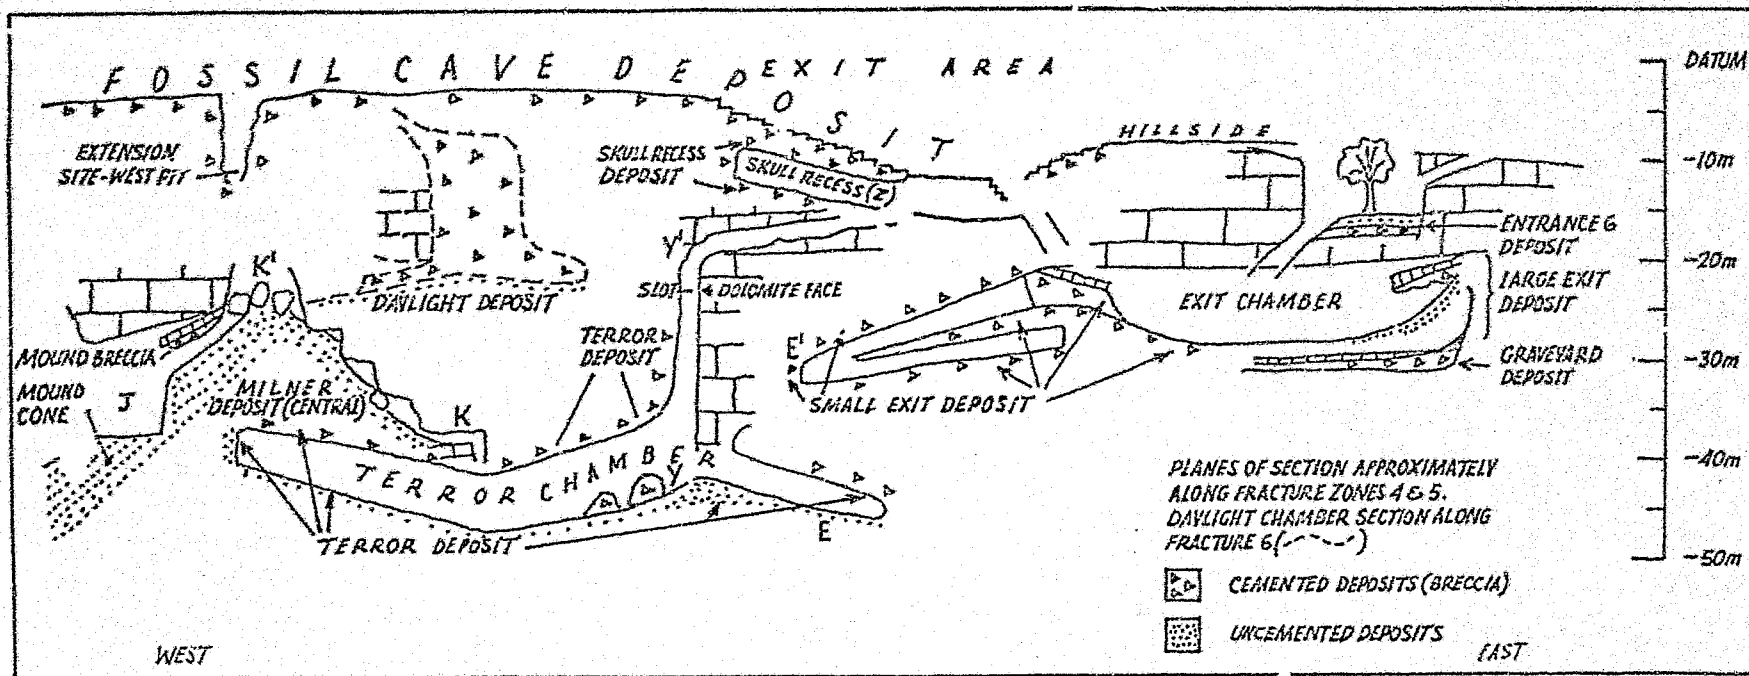 FOSSIL CAVE DEPOSIT
EXIT AREA
DATUM
HILLSIDE
-10m
EXTENSION
SITE-WEST PIT
SKULL RECESS
DEPOSIT
SKULL RECESS (Z)
ENTRANCE 6
DEPOSIT
Y'
-20m
K'
DAYLIGHT DEPOSIT
SLOT
DOLOMITE FACE
EXIT CHAMBER
LARGE EXIT
DEPOSIT
MOUND BRECCIA
TERROR
DEPOSIT
E'
GRAVEYARD
DEPOSIT
-30m
MOUND
CONE
J
MILNER
DEPOSIT (CENTRAL)
K
SMALL EXIT DEPOSIT
TERROR CHAMBER
Y
-40m
E
TERROR DEPOSIT
PLANES OF SECTION APPROXIMATELY
ALONG FRACTURE ZONES 4 & 5.
DAYLIGHT CHAMBER SECTION ALONG
FRACTURE 6 (-----)
-50m
CEMENTED DEPOSITS (BRECCIA)
UNCEMENTED DEPOSITS
WEST
EAST